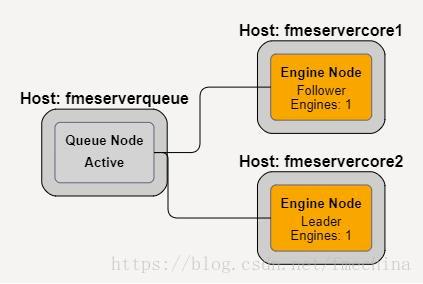 Host: fmeservercore1
Engine Node
Follower
Engines: 1
Host: fmeserverqueue
Queue Node
Active
Host: fmeservercore2
Engine Node
Leader
Engines: 1
https://blog.csdn.net/fmechina